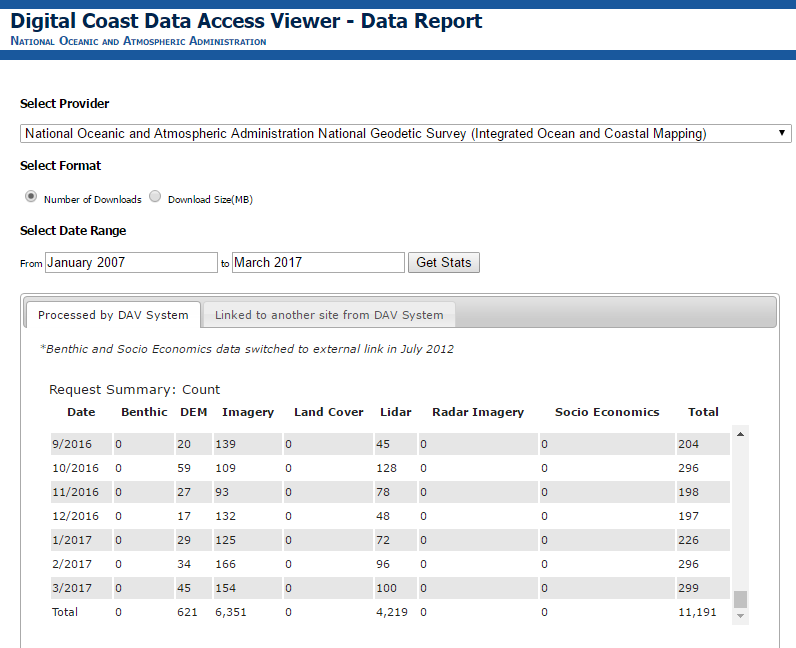 Digital Coast Data Access Viewer - Data Report
National Oceanic and Atmospheric Administration
Select Provider
National Oceanic and Atmospheric Administration National Geodetic Survey (Integrated Ocean and Coastal Mapping)
Select Format
Number of Downloads Download Size(MB)
Select Date Range
From January 2007 to March 2017 Get Stats
Processed by DAV System Linked to another site from DAV System
*Benthic and Socio Economics data switched to external link in July 2012
Request Summary: Count
Date Benthic DEM Imagery Land Cover Lidar Radar Imagery Socio Economics Total
9/2016 0 20 139 0 45 0 0 204
10/2016 0 59 109 0 128 0 0 296
11/2016 0 27 93 0 78 0 0 198
12/2016 0 17 132 0 48 0 0 197
1/2017 0 29 125 0 72 0 0 226
2/2017 0 34 166 0 96 0 0 296
3/2017 0 45 154 0 100 0 0 299
Total 0 621 6,351 0 4,219 0 0 11,191